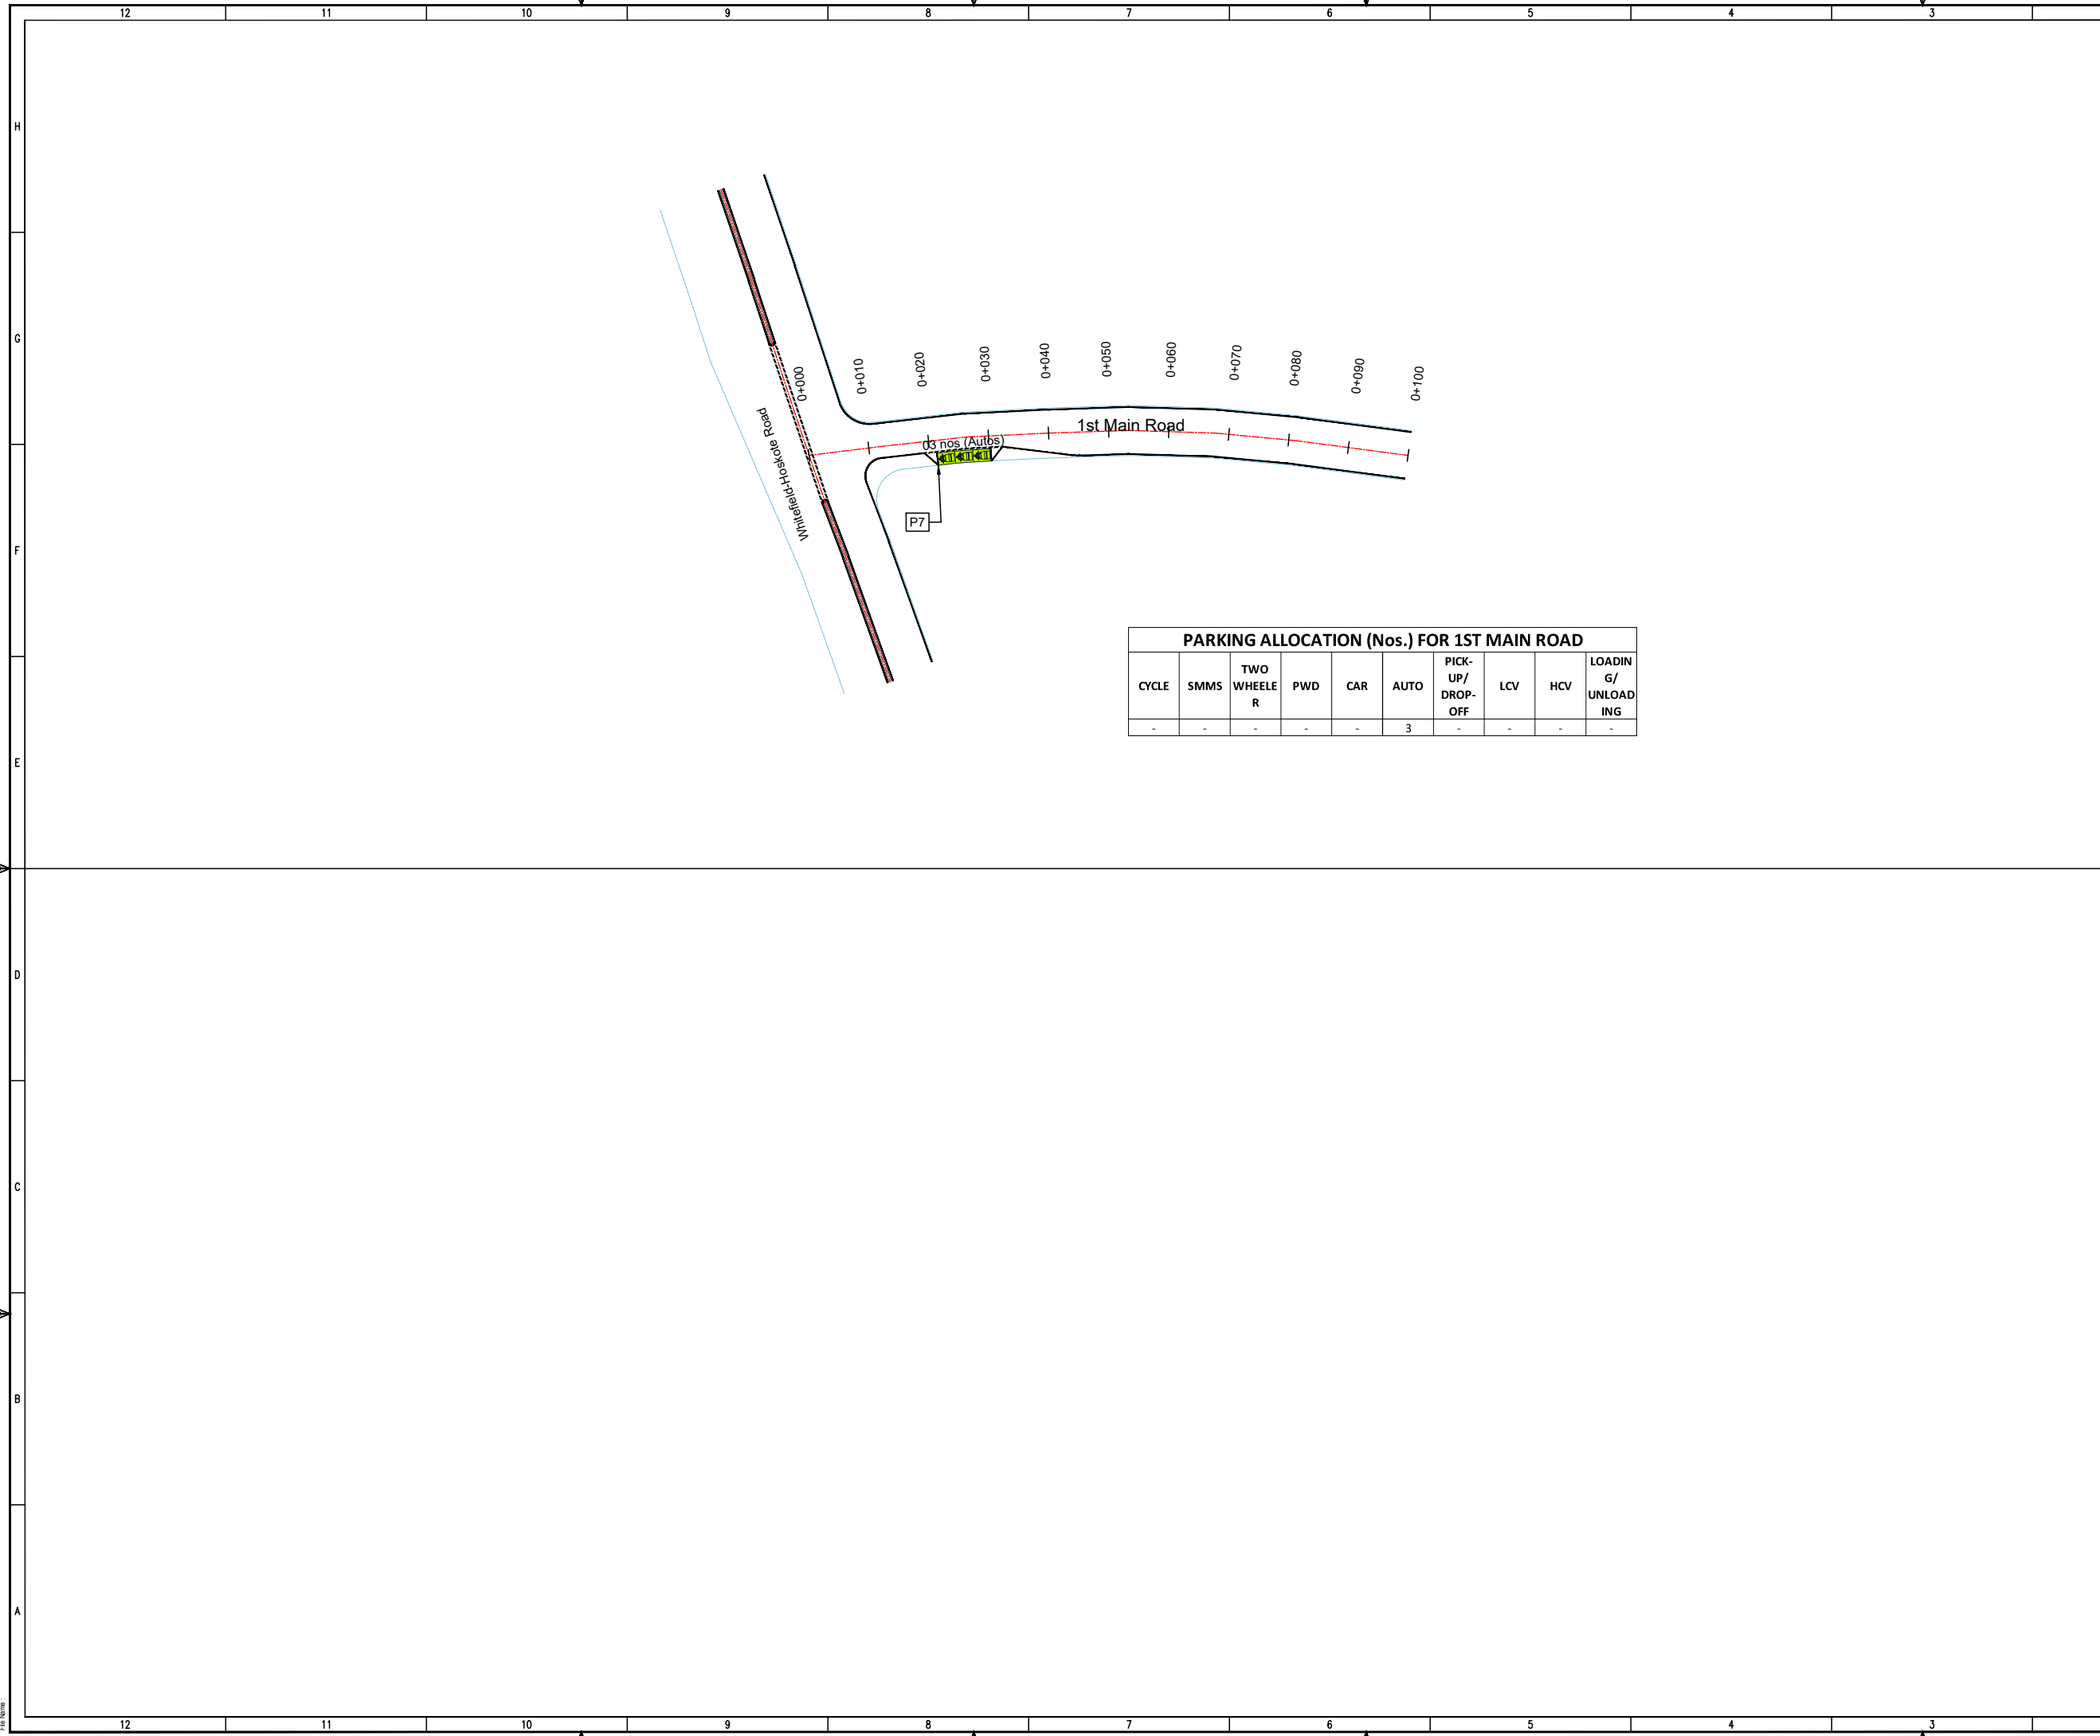 12 11 10 9 8 7 6 5 4 3
H
G
F
E
D
C
B
A
0+000
0+010
0+020
0+030
0+040
0+050
0+060
0+070
0+080
0+090
0+100
Whitefield-Hoskote Road
1st Main Road
03 nos (Autos)
P7
PARKING ALLOCATION (Nos.) FOR 1ST MAIN ROAD
CYCLE
SMMS
TWO
WHEELE
R
PWD
CAR
AUTO
PICK-
UP/
DROP-
OFF
LCV
HCV
LOADIN
G/
UNLOAD
ING
- - - - - 3 - - - -
File Name :
12 11 10 9 8 7 6 5 4 3